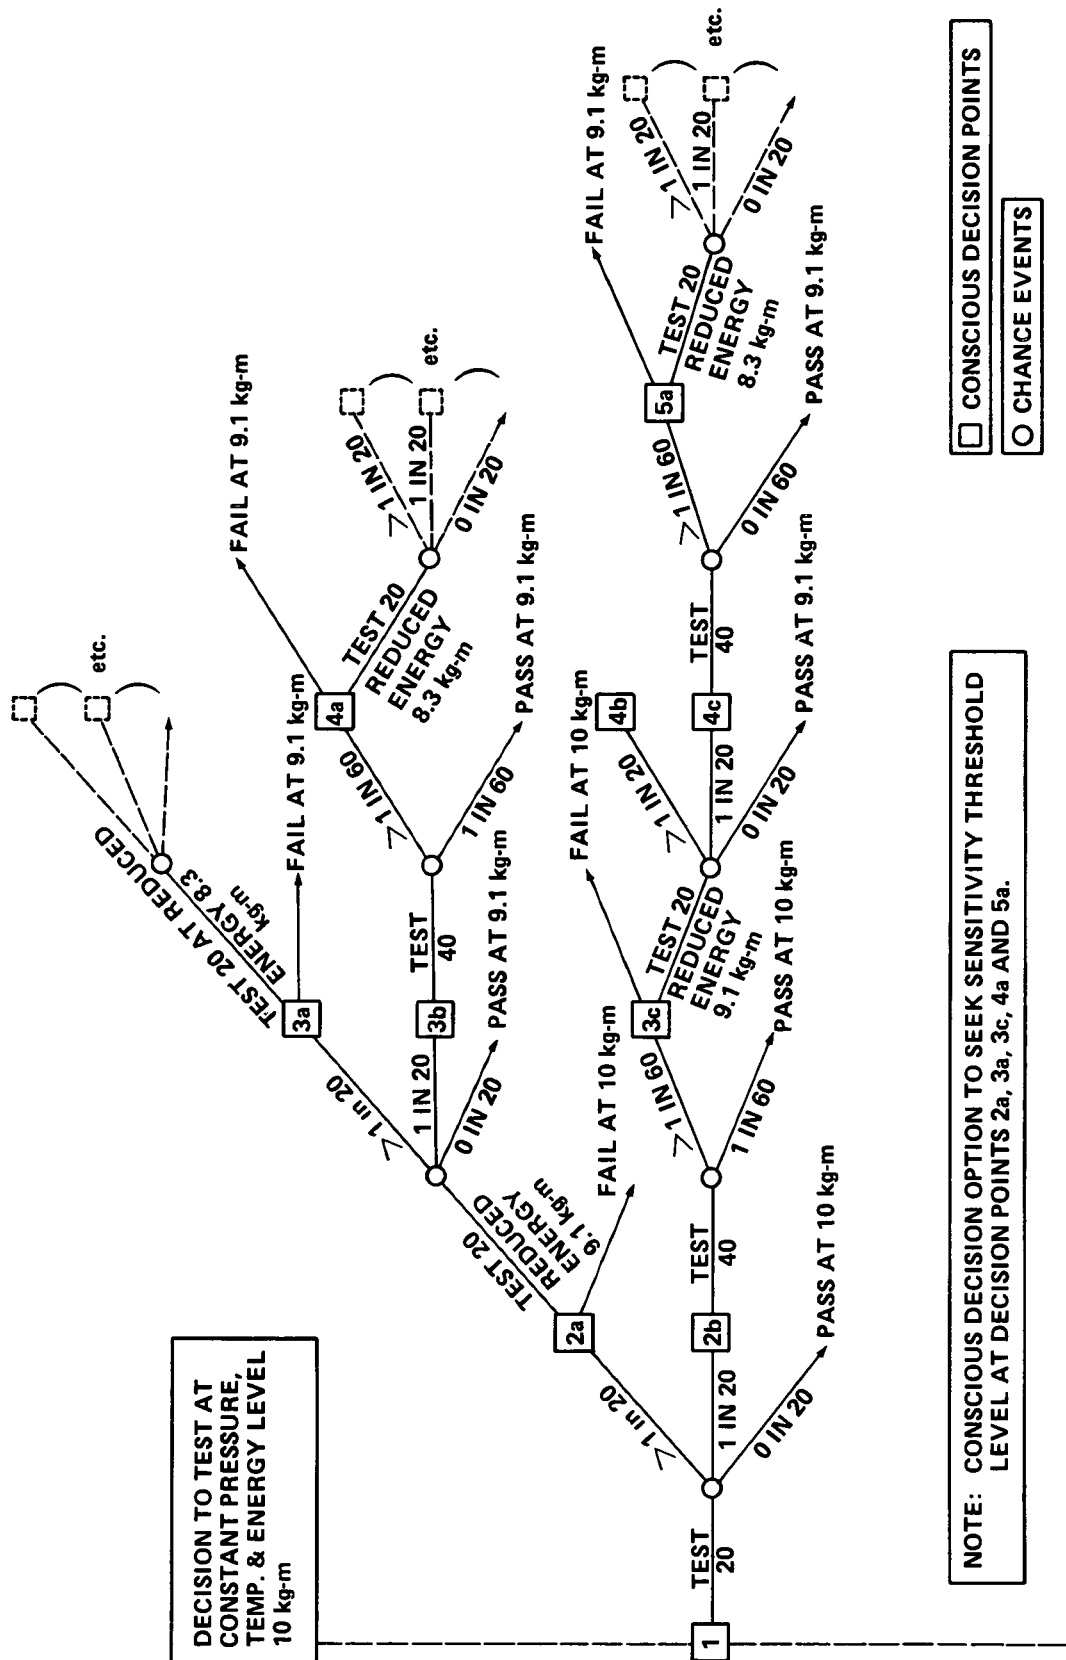 DECISION TO TEST AT
CONSTANT PRESSURE,
TEMP. & ENERGY LEVEL
10 kg-m
1
TEST
20
> 1 in 20
1 IN 20
0 IN 20
PASS AT 10 kg-m
2a
FAIL AT 10 kg-m
TEST 20
REDUCED
ENERGY
9.1 kg-m
2b
TEST
40
> 1 IN 60
1 IN 60
PASS AT 10 kg-m
> 1 in 20
1 IN 20
0 IN 20
PASS AT 9.1 kg-m
3a
FAIL AT 9.1 kg-m
TEST 20 AT REDUCED
ENERGY 8.3
kg-m
etc.
3b
TEST
40
> 1 IN 60
1 IN 60
PASS AT 9.1 kg-m
4a
FAIL AT 9.1 kg-m
TEST 20
REDUCED
ENERGY
8.3 kg-m
> 1 IN 20
1 IN 20
0 IN 20
etc.
3c
FAIL AT 10 kg-m
TEST 20
REDUCED
ENERGY
9.1 kg-m
> 1 IN 20
1 IN 20
0 IN 20
PASS AT 9.1 kg-m
4b
4c
TEST
40
> 1 IN 60
0 IN 60
PASS AT 9.1 kg-m
5a
FAIL AT 9.1 kg-m
TEST 20
REDUCED
ENERGY
8.3 kg-m
> 1 IN 20
1 IN 20
0 IN 20
etc.
NOTE: CONSCIOUS DECISION OPTION TO SEEK SENSITIVITY THRESHOLD
LEVEL AT DECISION POINTS 2a, 3a, 3c, 4a AND 5a.
CONSCIOUS DECISION POINTS
CHANCE EVENTS